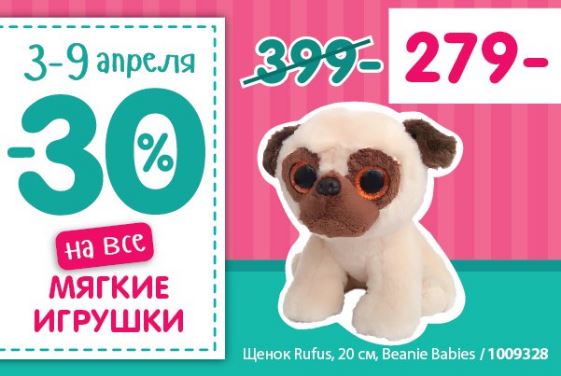 3-9 апреля
-30%
на все
МЯГКИЕ
ИГРУШКИ
399-
279-
Щенок Rufus, 20 см, Beanie Babies / 1009328